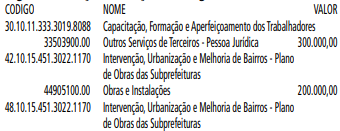 CODIGO NOME VALOR
30.10.11.333.3019.8088 Capacitação, Formação e Aperfeiçoamento dos Trabalhadores
33503900.00 Outros Serviços de Terceiros - Pessoa Jurídica 300.000,00
42.10.15.451.3022.1170 Intervenção, Urbanização e Melhoria de Bairros - Plano
de Obras das Subprefeituras
44905100.00 Obras e Instalações 200.000,00
48.10.15.451.3022.1170 Intervenção, Urbanização e Melhoria de Bairros - Plano
de Obras das Subprefeituras